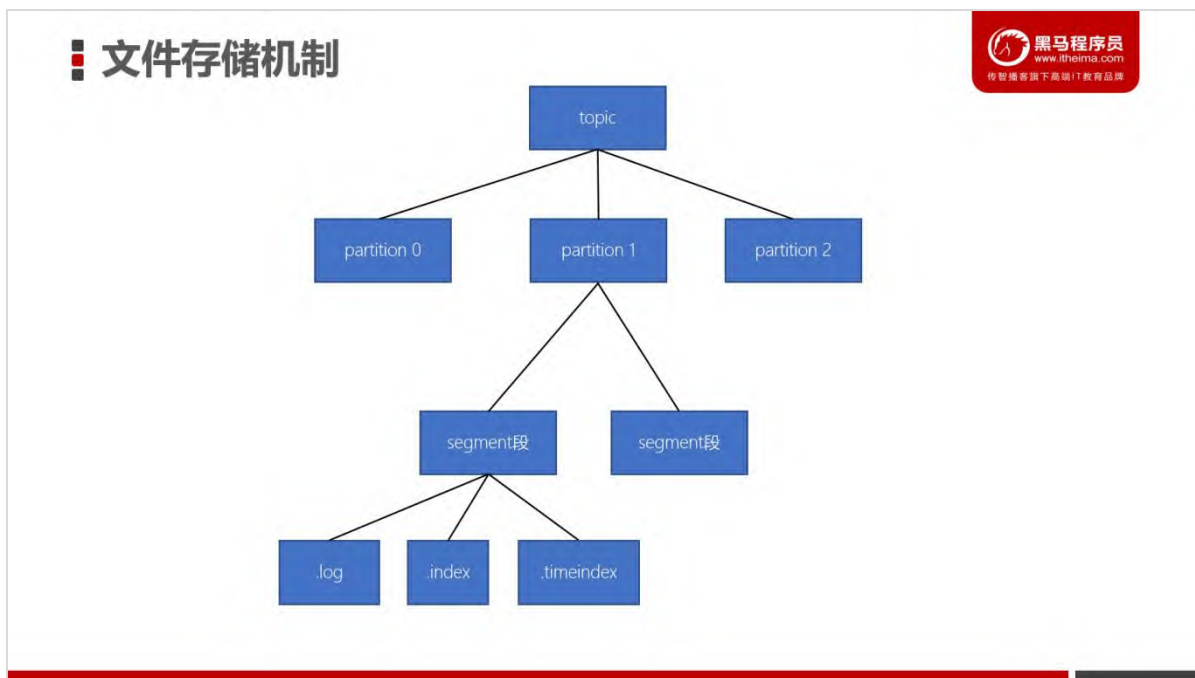 文件存储机制
黑马程序员
www.itheima.com
传智播客旗下高端IT教育品牌
topic
partition 0
partition 1
partition 2
segment段
segment段
.log
.index
.timeindex